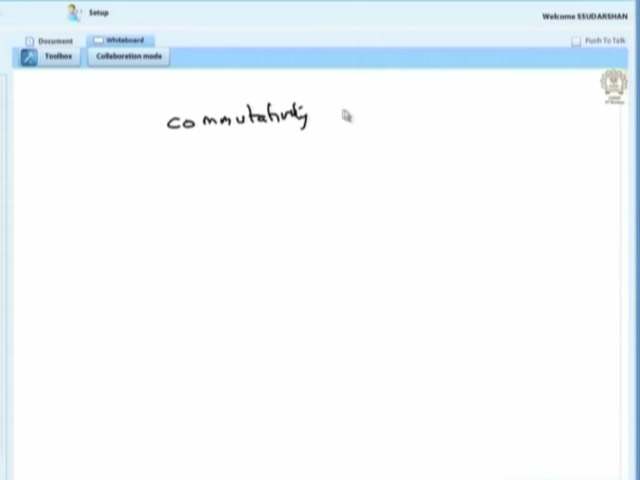 Setup
Welcome SSUDARSHAN
Document Whiteboard
Push To Talk
Toolbox Collaboration mode
commutativity